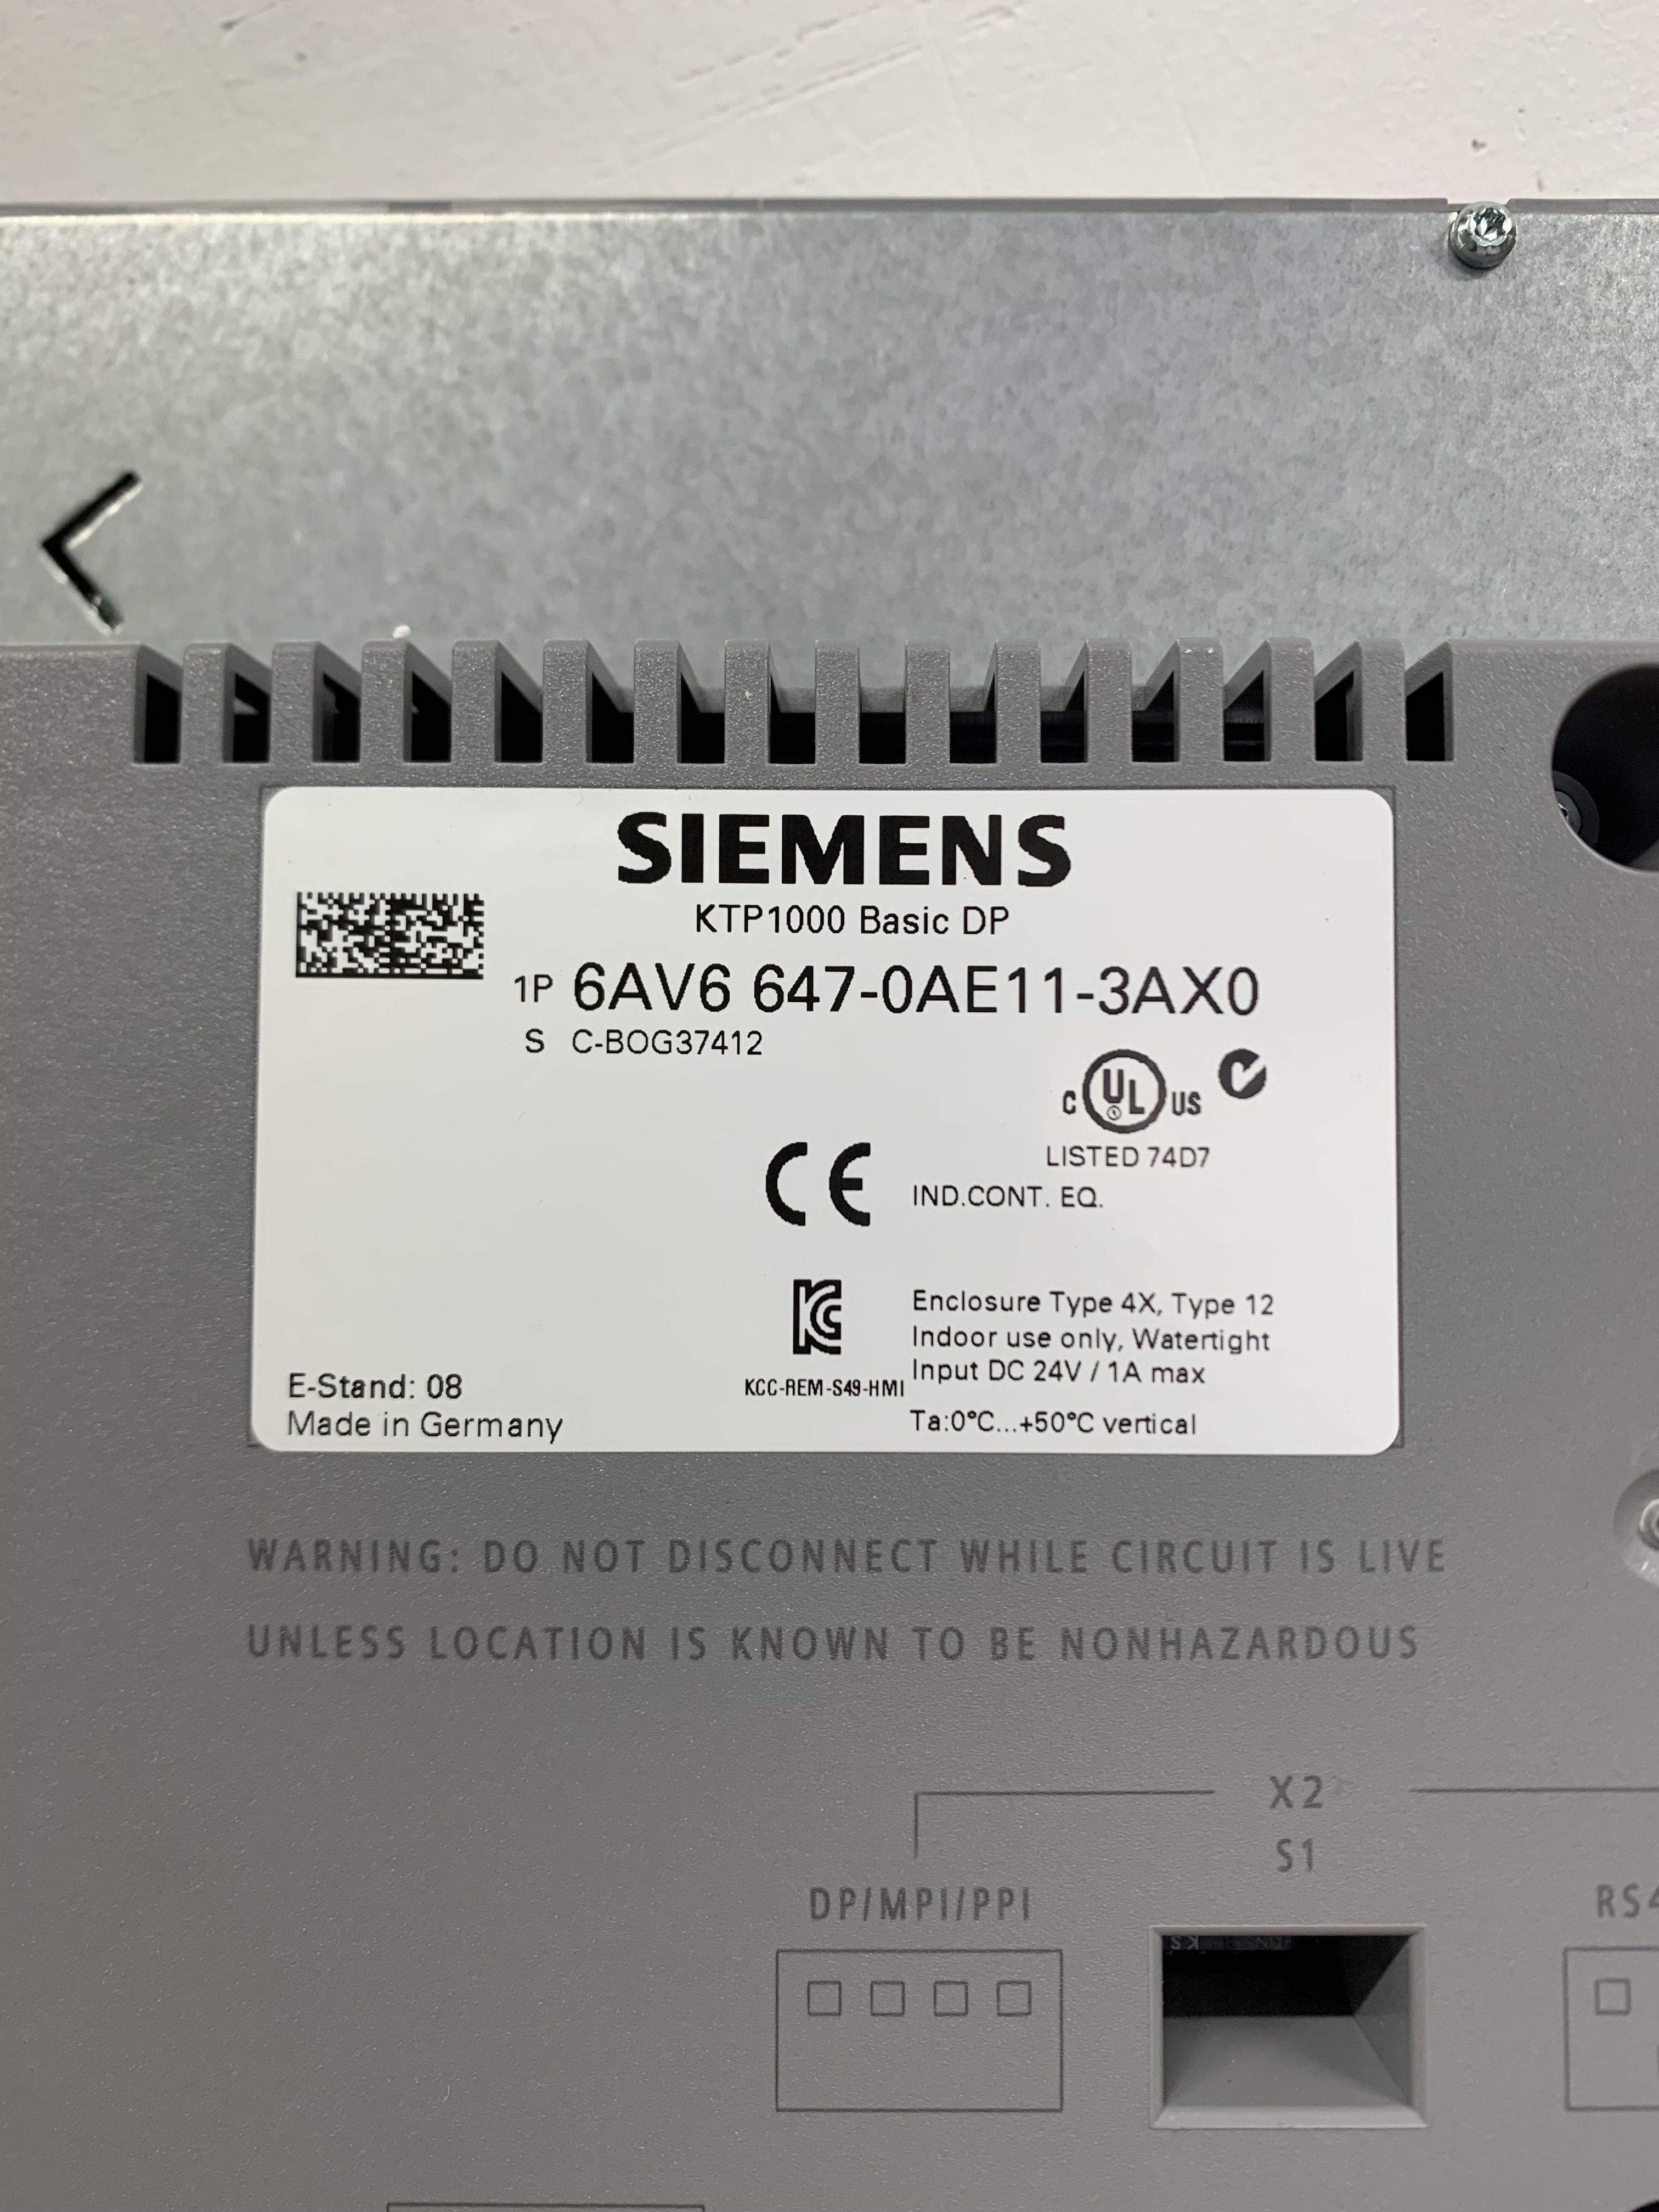 SIEMENS
KTP1000 Basic DP
1P 6AV6 647-0AE11-3AX0
S C-BOG37412
C UL US
LISTED 74D7
CE IND.CONT. EQ.
KC
Enclosure Type 4X, Type 12
Indoor use only, Watertight
Input DC 24V / 1A max
KCC-REM-S49-HMI
Ta:0°C...+50°C vertical
E-Stand: 08
Made in Germany
WARNING: DO NOT DISCONNECT WHILE CIRCUIT IS LIVE
UNLESS LOCATION IS KNOWN TO BE NONHAZARDOUS
X2
S1
DP/MPI/PPI
RS4